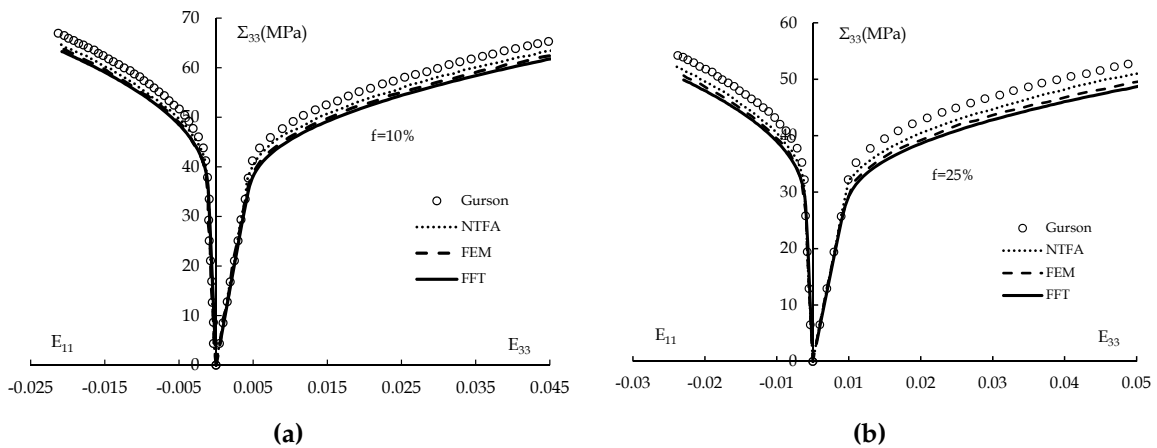 70
60
50
40
30
20
10
0
Σ₃₃(MPa)
f=10%
Gurson
NTFA
FEM
FFT
E₁₁
E₃₃
-0.025 -0.015 -0.005 0.005 0.015 0.025 0.035 0.045
(a)
60
50
40
30
20
10
0
Σ₃₃(MPa)
f=25%
Gurson
NTFA
FEM
FFT
E₁₁
E₃₃
-0.03 -0.02 -0.01 0 0.01 0.02 0.03 0.04 0.05
(b)